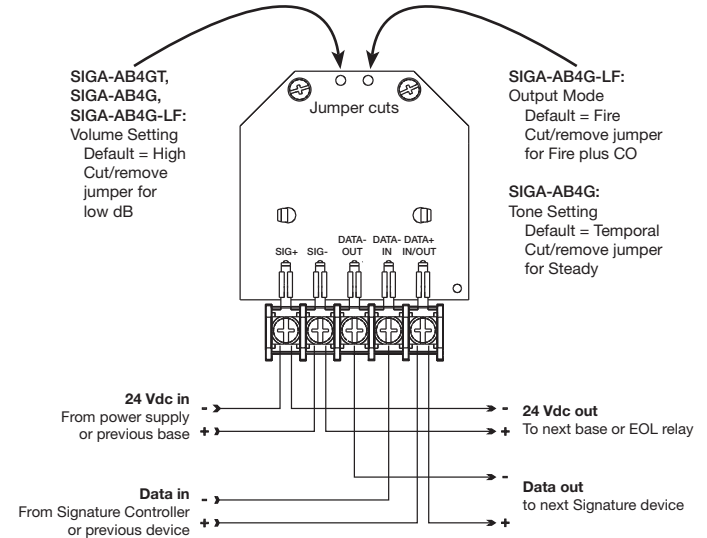 SIGA-AB4GT,
SIGA-AB4G,
SIGA-AB4G-LF:
Volume Setting
Default = High
Cut/remove
jumper for
low dB
Jumper cuts
SIGA-AB4G-LF:
Output Mode
Default = Fire
Cut/remove jumper
for Fire plus CO
SIGA-AB4G:
Tone Setting
Default = Temporal
Cut/remove jumper
for Steady
SIG+
SIG-
DATA-
OUT
DATA-
IN
DATA+
IN/OUT
24 Vdc in
From power supply
or previous base
-
+
-
+
24 Vdc out
To next base or EOL relay
Data in
From Signature Controller
or previous device
-
+
-
+
Data out
to next Signature device